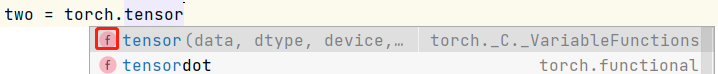 two = torch.tensor
f tensor(data, dtype, device,… torch._C._VariableFunctions
f tensordot torch.functional